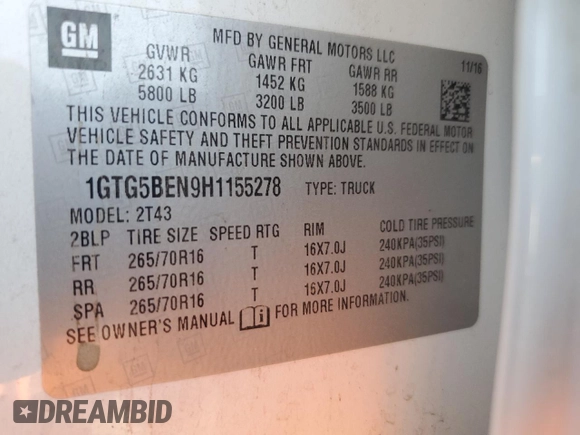 GM
MFD BY GENERAL MOTORS LLC
11/16
GVWR GAWR FRT GAWR RR
2631 KG 1452 KG 1588 KG
5800 LB 3200 LB 3500 LB
THIS VEHICLE CONFORMS TO ALL APPLICABLE U.S. FEDERAL MOTOR
VEHICLE SAFETY AND THEFT PREVENTION STANDARDS IN EFFECT ON
THE DATE OF MANUFACTURE SHOWN ABOVE.
1GTG5BEN9H1155278 TYPE: TRUCK
MODEL: 2T43
2BLP TIRE SIZE SPEED RTG RIM COLD TIRE PRESSURE
FRT 265/70R16 T 16X7.0J 240KPA(35PSI)
RR 265/70R16 T 16X7.0J 240KPA(35PSI)
SPA 265/70R16 T 16X7.0J 240KPA(35PSI)
SEE OWNER'S MANUAL i FOR MORE INFORMATION.
DREAMBID